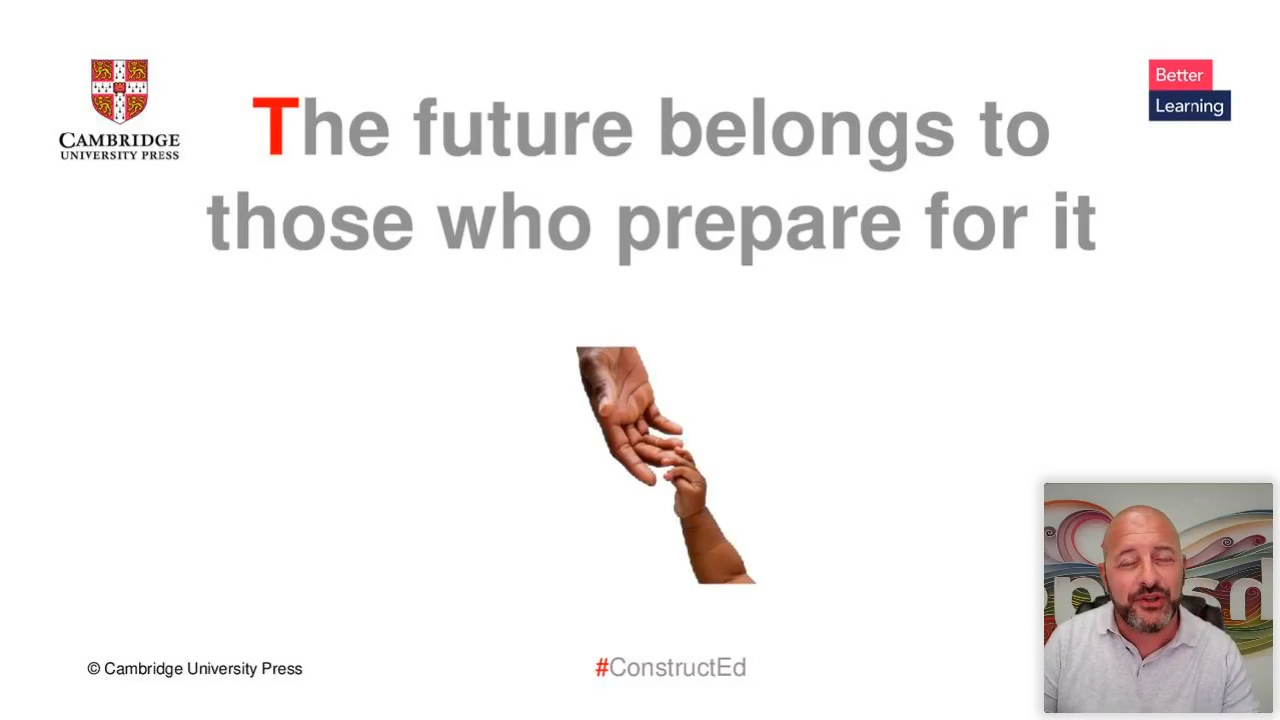 CAMBRIDGE
UNIVERSITY PRESS
The future belongs to
those who prepare for it
Better
Learning
© Cambridge University Press
#ConstructEd